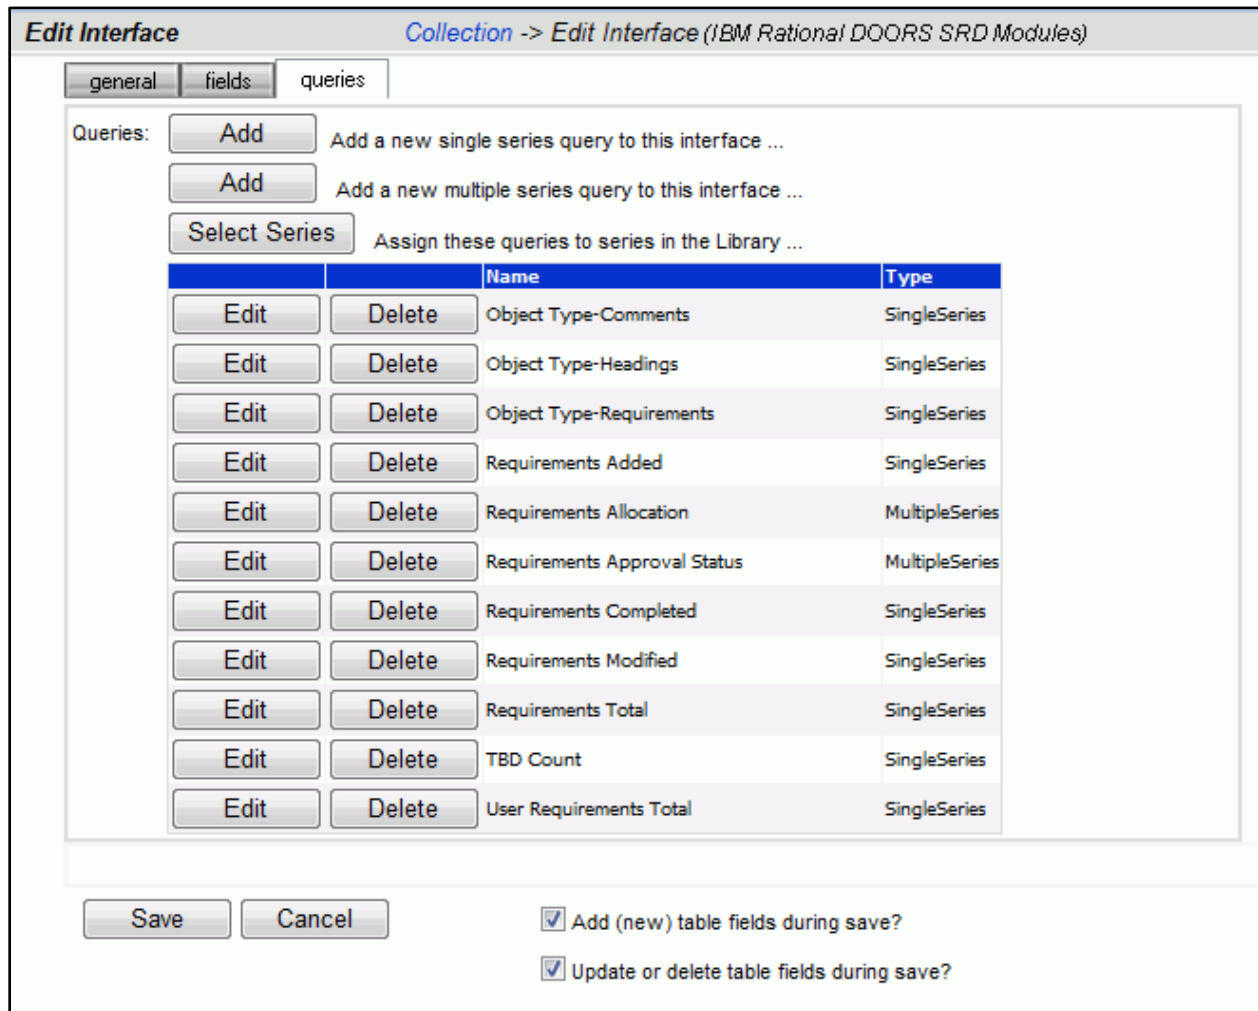 Edit Interface Collection -> Edit Interface (IBM Rational DOORS SRD Modules)
general fields queries
Queries: Add Add a new single series query to this interface ...
Add Add a new multiple series query to this interface ...
Select Series Assign these queries to series in the Library ...
Name Type
Edit Delete Object Type-Comments SingleSeries
Edit Delete Object Type-Headings SingleSeries
Edit Delete Object Type-Requirements SingleSeries
Edit Delete Requirements Added SingleSeries
Edit Delete Requirements Allocation MultipleSeries
Edit Delete Requirements Approval Status MultipleSeries
Edit Delete Requirements Completed SingleSeries
Edit Delete Requirements Modified SingleSeries
Edit Delete Requirements Total SingleSeries
Edit Delete TBD Count SingleSeries
Edit Delete User Requirements Total SingleSeries
Save Cancel Add (new) table fields during save?
Update or delete table fields during save?